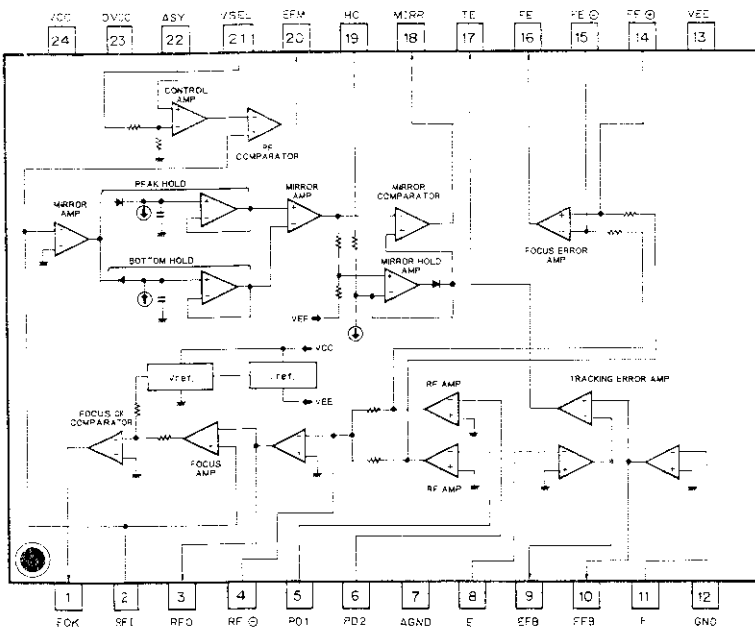 VCC DVCC ASY VSEL EFM HC MIRR TE FE FE ⊖ FE ⊕ VEE
24 23 22 21 20 19 18 17 16 15 14 13
CONTROL
AMP
RF
COMPARATOR
PEAK HOLD
MIRROR
AMP
MIRROR
AMP
MIRROR
COMPARATOR
FOCUS ERROR
AMP
BOTTOM HOLD
MIRROR HOLD
AMP
VEE
VCC
Vref.
Iref.
VEE
FOCUS OK
COMPARATOR
FOCUS
AMP
RF AMP
RF AMP
TRACKING ERROR AMP
1 2 3 4 5 6 7 8 9 10 11 12
FOK RFI RFO RF ⊖ PD1 PD2 AGND E EFB FFB F GND